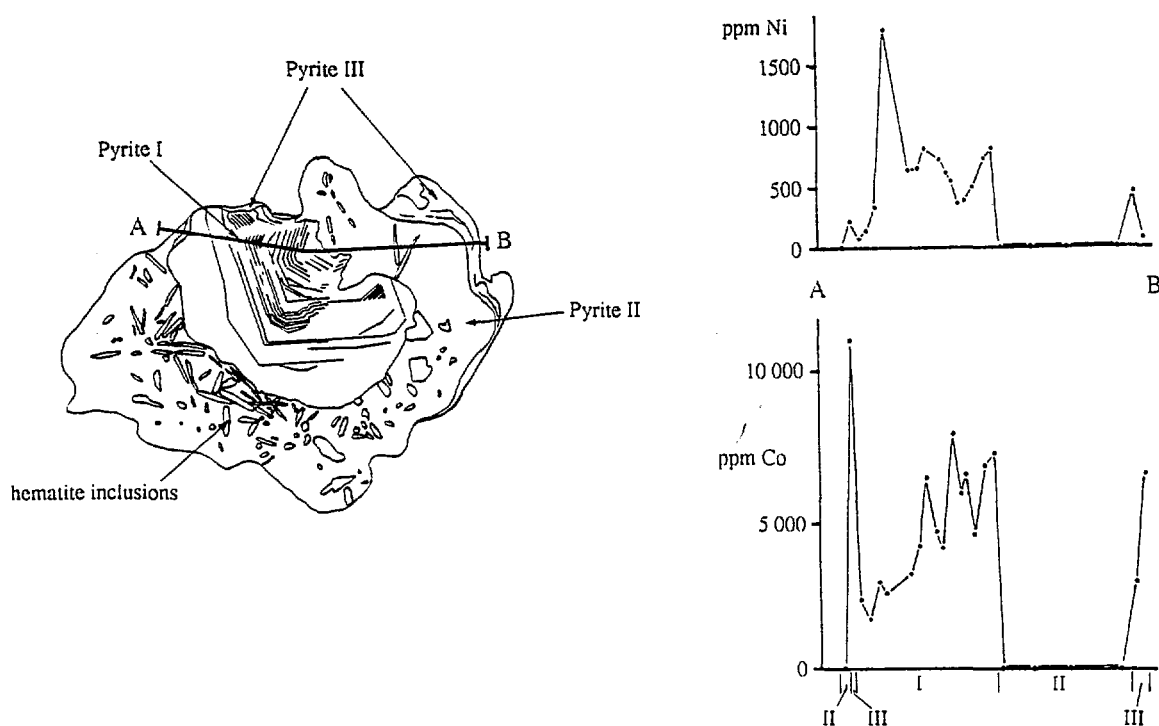 Pyrite III
Pyrite I
A
B
Pyrite II
hematite inclusions
ppm Ni
1500
1000
500
0
A
B
10 000
ppm Co
5 000
0
I
II
II
III
III